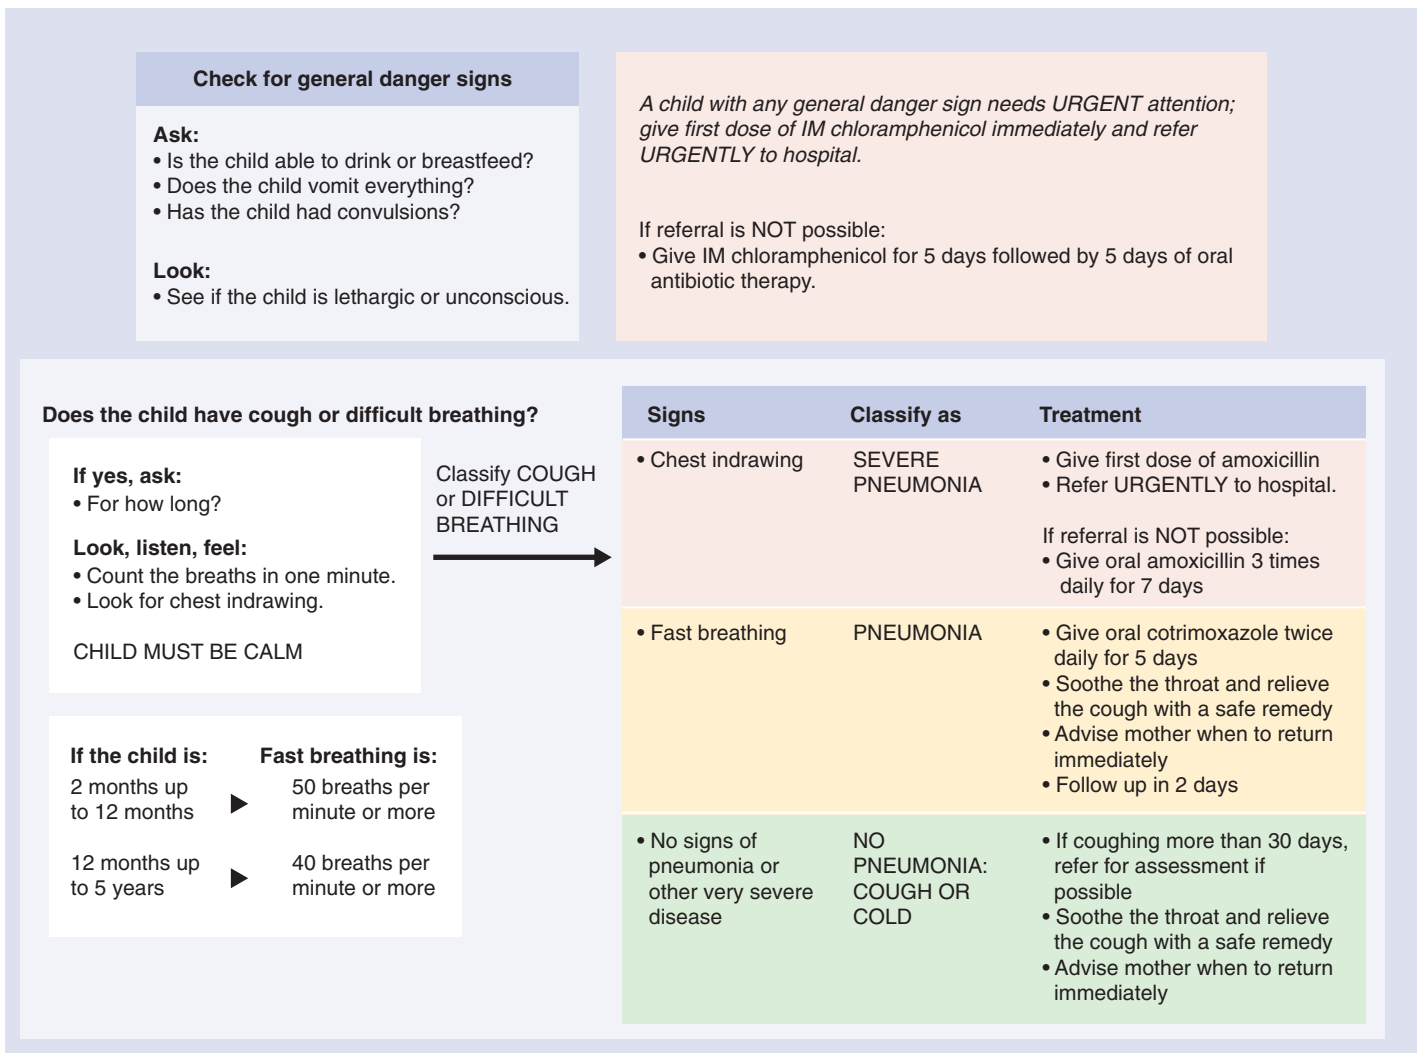 Check for general danger signs
Ask:
• Is the child able to drink or breastfeed?
• Does the child vomit everything?
• Has the child had convulsions?
Look:
• See if the child is lethargic or unconscious.
A child with any general danger sign needs URGENT attention;
give first dose of IM chloramphenicol immediately and refer
URGENTLY to hospital.
If referral is NOT possible:
• Give IM chloramphenicol for 5 days followed by 5 days of oral
antibiotic therapy.
Does the child have cough or difficult breathing?
If yes, ask:
• For how long?
Look, listen, feel:
• Count the breaths in one minute.
• Look for chest indrawing.
CHILD MUST BE CALM
Classify COUGH
or DIFFICULT
BREATHING
If the child is:
Fast breathing is:
2 months up
to 12 months
50 breaths per
minute or more
12 months up
to 5 years
40 breaths per
minute or more
Signs
Classify as
Treatment
• Chest indrawing
SEVERE
PNEUMONIA
• Give first dose of amoxicillin
• Refer URGENTLY to hospital.
If referral is NOT possible:
• Give oral amoxicillin 3 times
daily for 7 days
• Fast breathing
PNEUMONIA
• Give oral cotrimoxazole twice
daily for 5 days
• Soothe the throat and relieve
the cough with a safe remedy
• Advise mother when to return
immediately
• Follow up in 2 days
• No signs of
pneumonia or
other very severe
disease
NO
PNEUMONIA:
COUGH OR
COLD
• If coughing more than 30 days,
refer for assessment if
possible
• Soothe the throat and relieve
the cough with a safe remedy
• Advise mother when to return
immediately